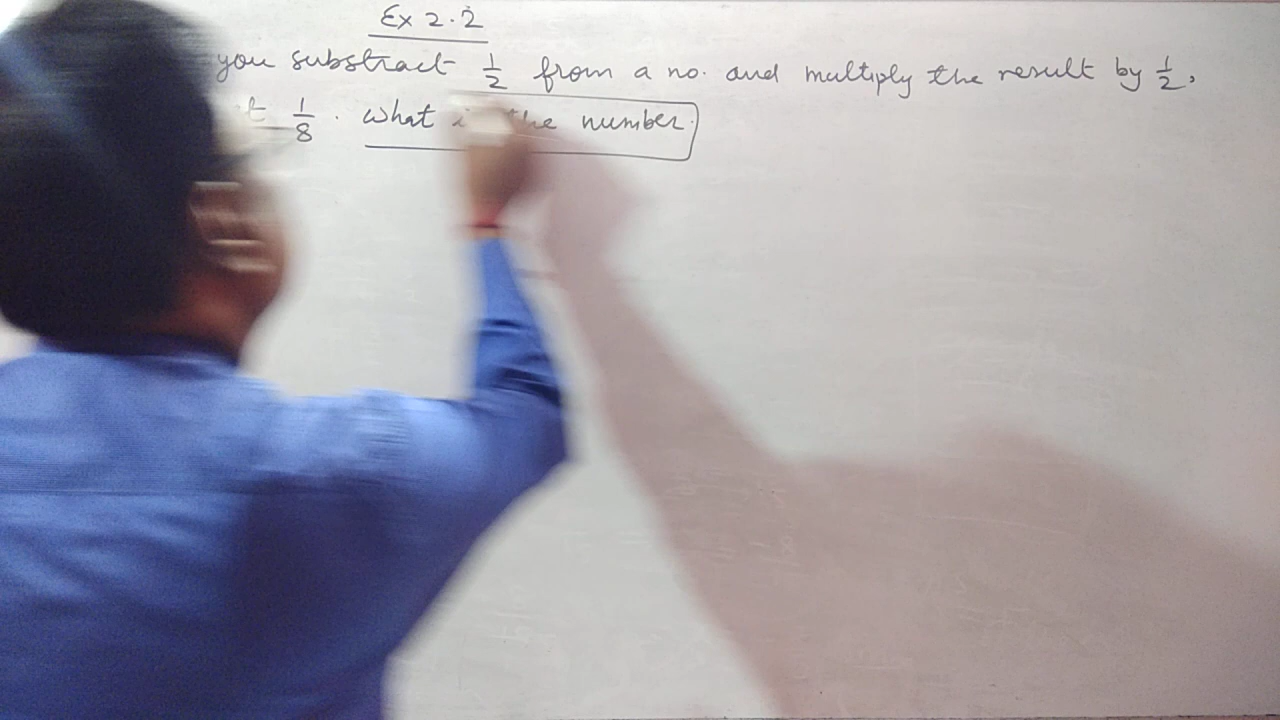 Ex 2.2
you substract 1/2 from a no. and multiply the result by 1/2,
1/8. what the number.